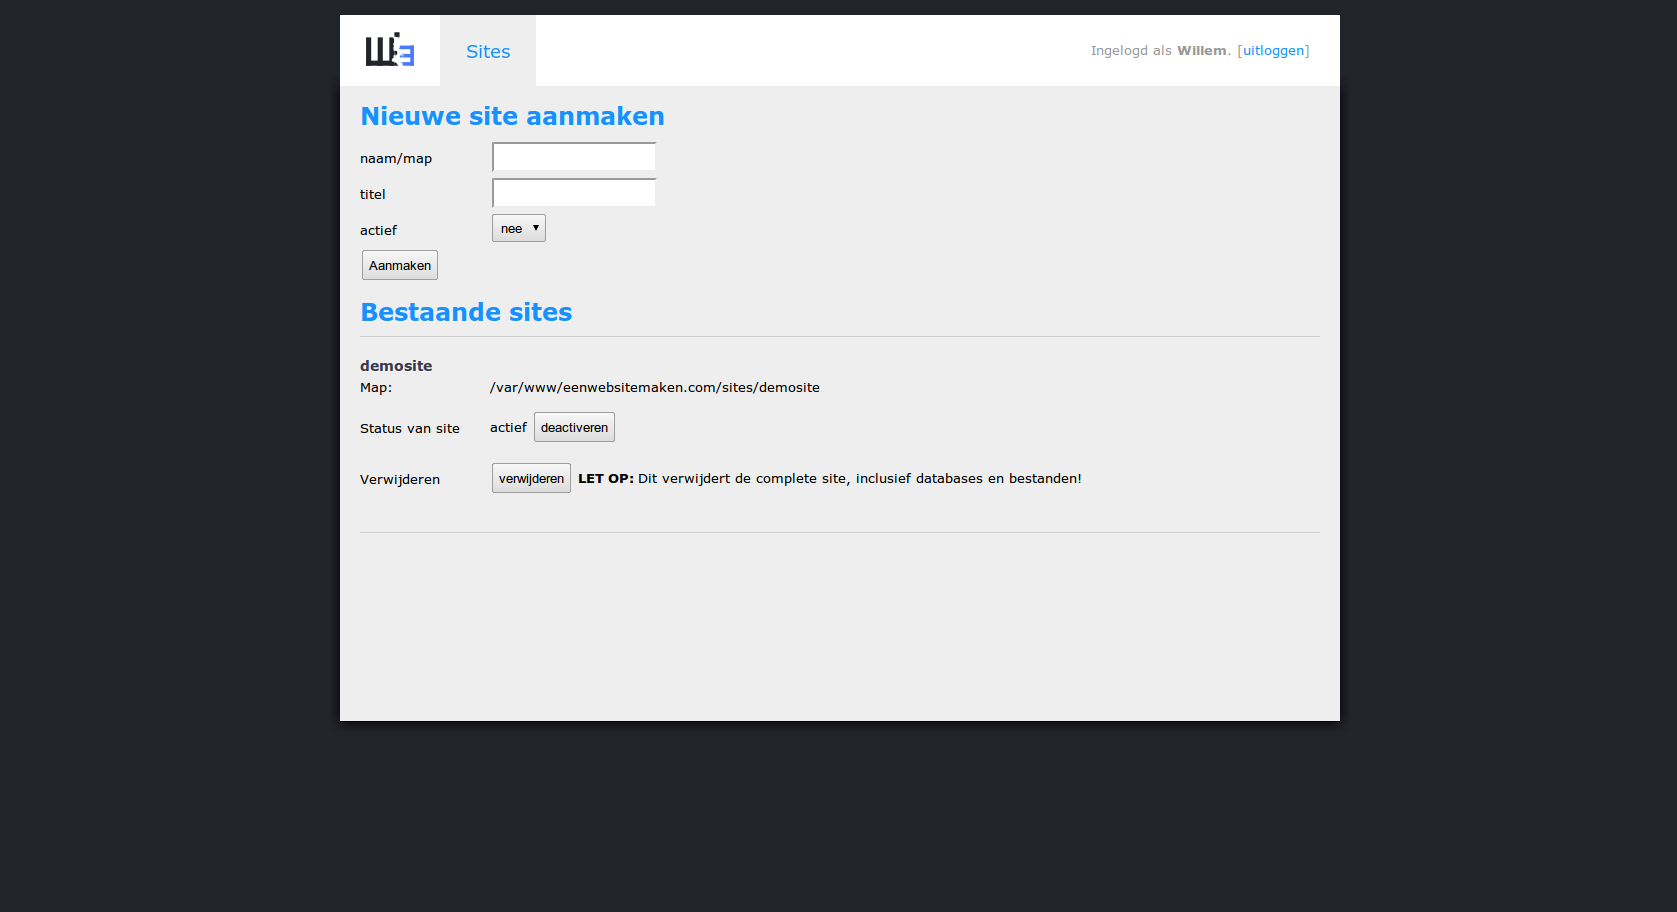 Sites
Ingelogd als Willem. [uitloggen]
Nieuwe site aanmaken
naam/map
titel
actief nee
Aanmaken
Bestaande sites
demosite
Map: /var/www/eenwebsitemaken.com/sites/demosite
Status van site actief deactiveren
Verwijderen verwijderen LET OP: Dit verwijdert de complete site, inclusief databases en bestanden!